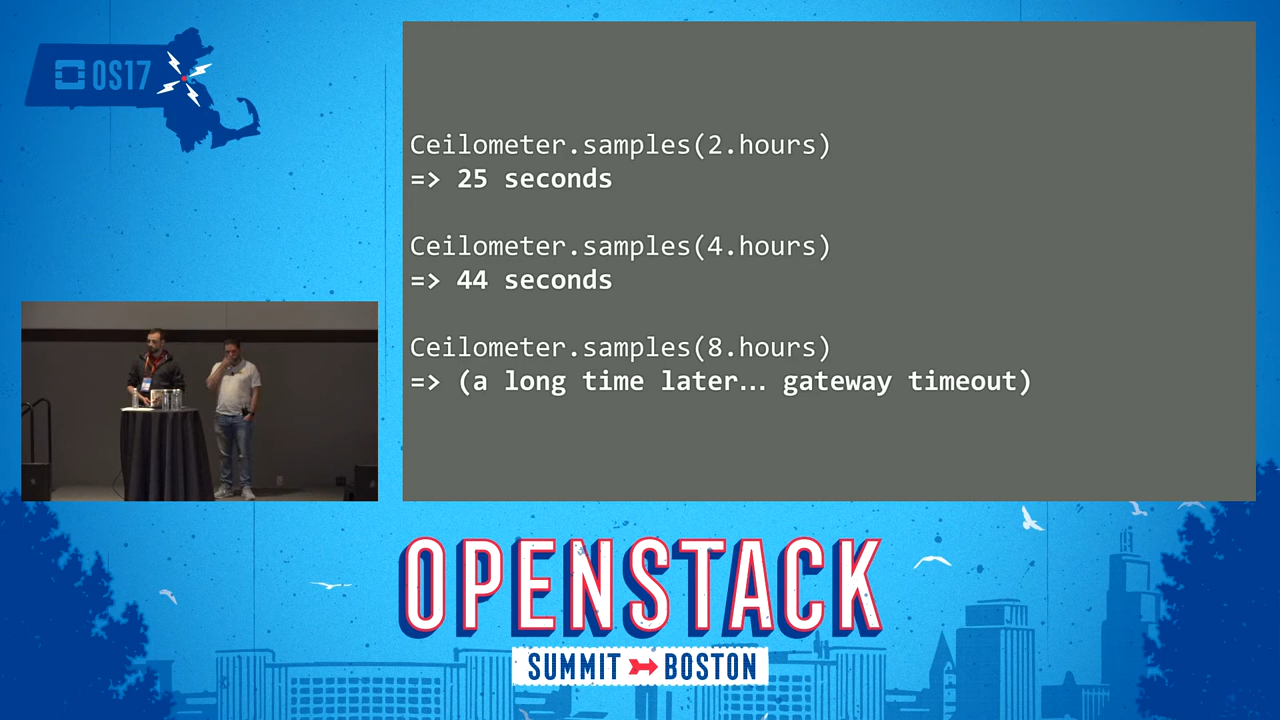 OS17
Ceilometer.samples(2.hours)
=> 25 seconds
Ceilometer.samples(4.hours)
=> 44 seconds
Ceilometer.samples(8.hours)
=> (a long time later… gateway timeout)
OPENSTACK
SUMMIT BOSTON